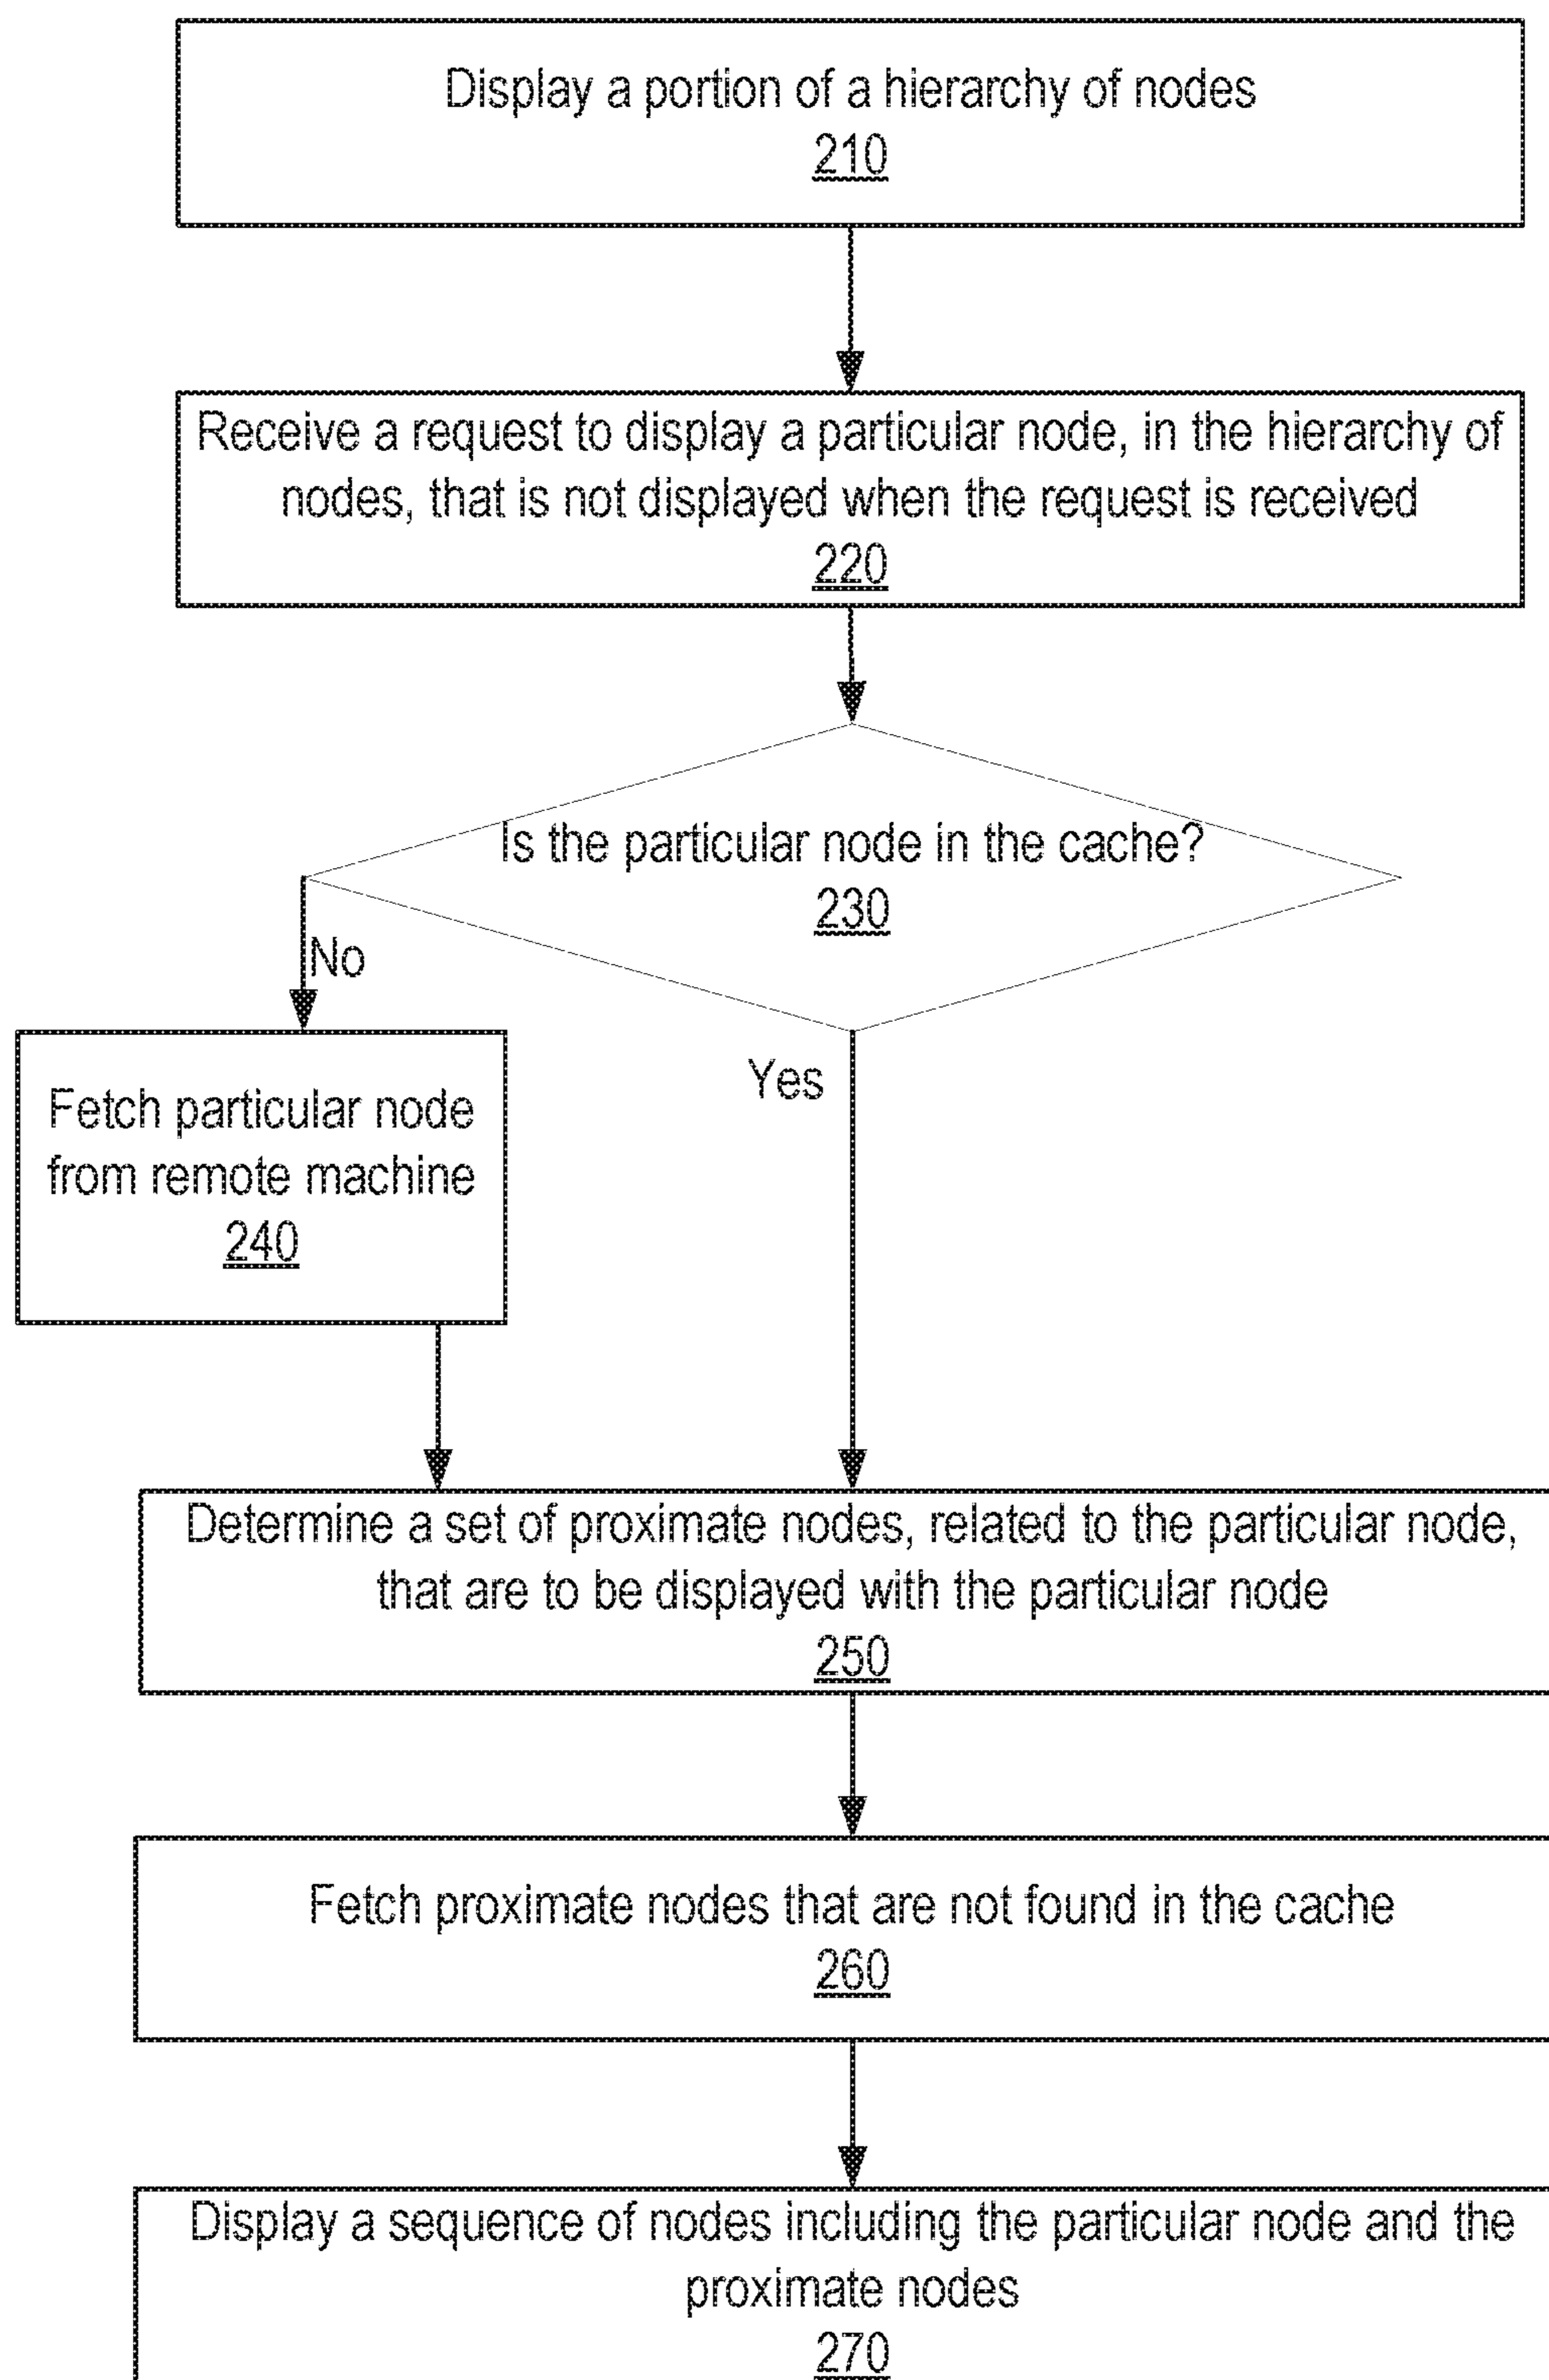 Display a portion of a hierarchy of nodes
210
Receive a request to display a particular node, in the hierarchy of
nodes, that is not displayed when the request is received
220
Is the particular node in the cache?
230
No
Yes
Fetch particular node
from remote machine
240
Determine a set of proximate nodes, related to the particular node,
that are to be displayed with the particular node
250
Fetch proximate nodes that are not found in the cache
260
Display a sequence of nodes including the particular node and the
proximate nodes
270